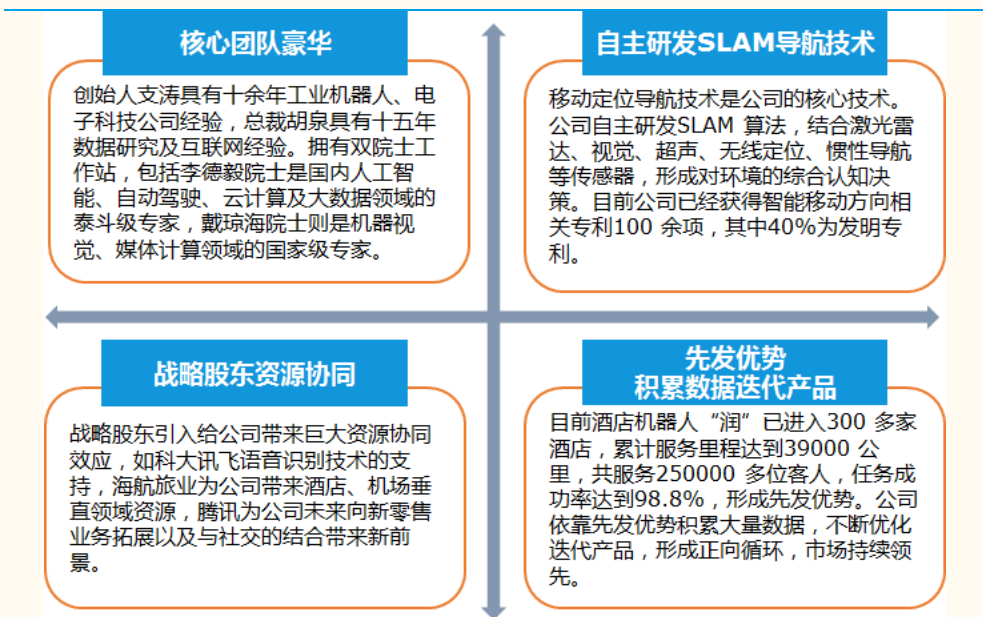 核心团队豪华
创始人支涛具有十余年工业机器人、电
子科技公司经验，总裁胡泉具有十五年
数据研究及互联网经验。拥有双院士工
作站，包括李德毅院士是国内人工智
能、自动驾驶、云计算及大数据领域的
泰斗级专家，戴琼海院士则是机器视
觉、媒体计算领域的国家级专家。
自主研发SLAM导航技术
移动定位导航技术是公司的核心技术。
公司自主研发SLAM 算法，结合激光雷
达、视觉、超声、无线定位、惯性导航
等传感器，形成对环境的综合认知决
策。目前公司已经获得智能移动方向相
关专利100 余项，其中40%为发明专
利。
战略股东资源协同
战略股东引入给公司带来巨大资源协同
效应，如科大讯飞语音识别技术的支
持，海航旅业为公司带来酒店、机场垂
直领域资源，腾讯为公司未来向新零售
业务拓展以及与社交的结合带来新前
景。
先发优势
积累数据迭代产品
目前酒店机器人“润”已进入300 多家
酒店，累计服务里程达到39000 公
里，共服务250000 多位客人，任务成
功率达到98.8%，形成先发优势。公司
依靠先发优势积累大量数据，不断优化
迭代产品，形成正向循环，市场持续领
先。